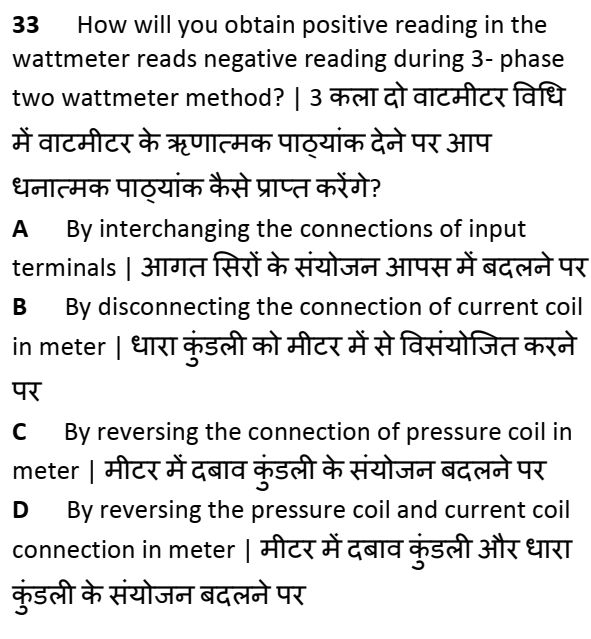 33 How will you obtain positive reading in the
wattmeter reads negative reading during 3- phase
two wattmeter method? | 3 कला दो वाटमीटर विधि
में वाटमीटर के ऋणात्मक पाठ्यांक देने पर आप
धनात्मक पाठ्यांक कैसे प्राप्त करेंगे?
A By interchanging the connections of input
terminals | आगत सिरों के संयोजन आपस में बदलने पर
B By disconnecting the connection of current coil
in meter | धारा कुंडली को मीटर में से विसंयोजित करने
पर
C By reversing the connection of pressure coil in
meter | मीटर में दबाव कुंडली के संयोजन बदलने पर
D By reversing the pressure coil and current coil
connection in meter | मीटर में दबाव कुंडली और धारा
कुंडली के संयोजन बदलने पर